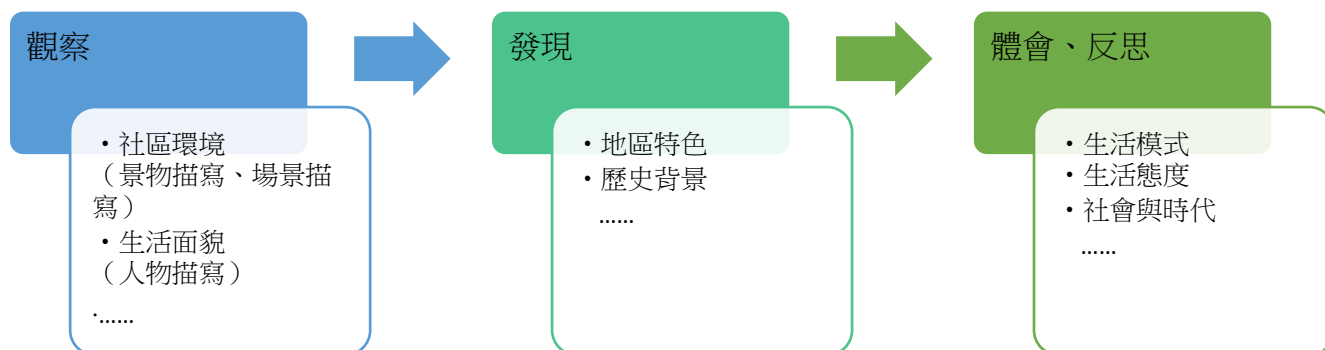 觀察
・社區環境
（景物描寫、場景描
寫）
・生活面貌
（人物描寫）
·......
發現
・地區特色
・歷史背景
......
體會、反思
・生活模式
・生活態度
・社會與時代
......